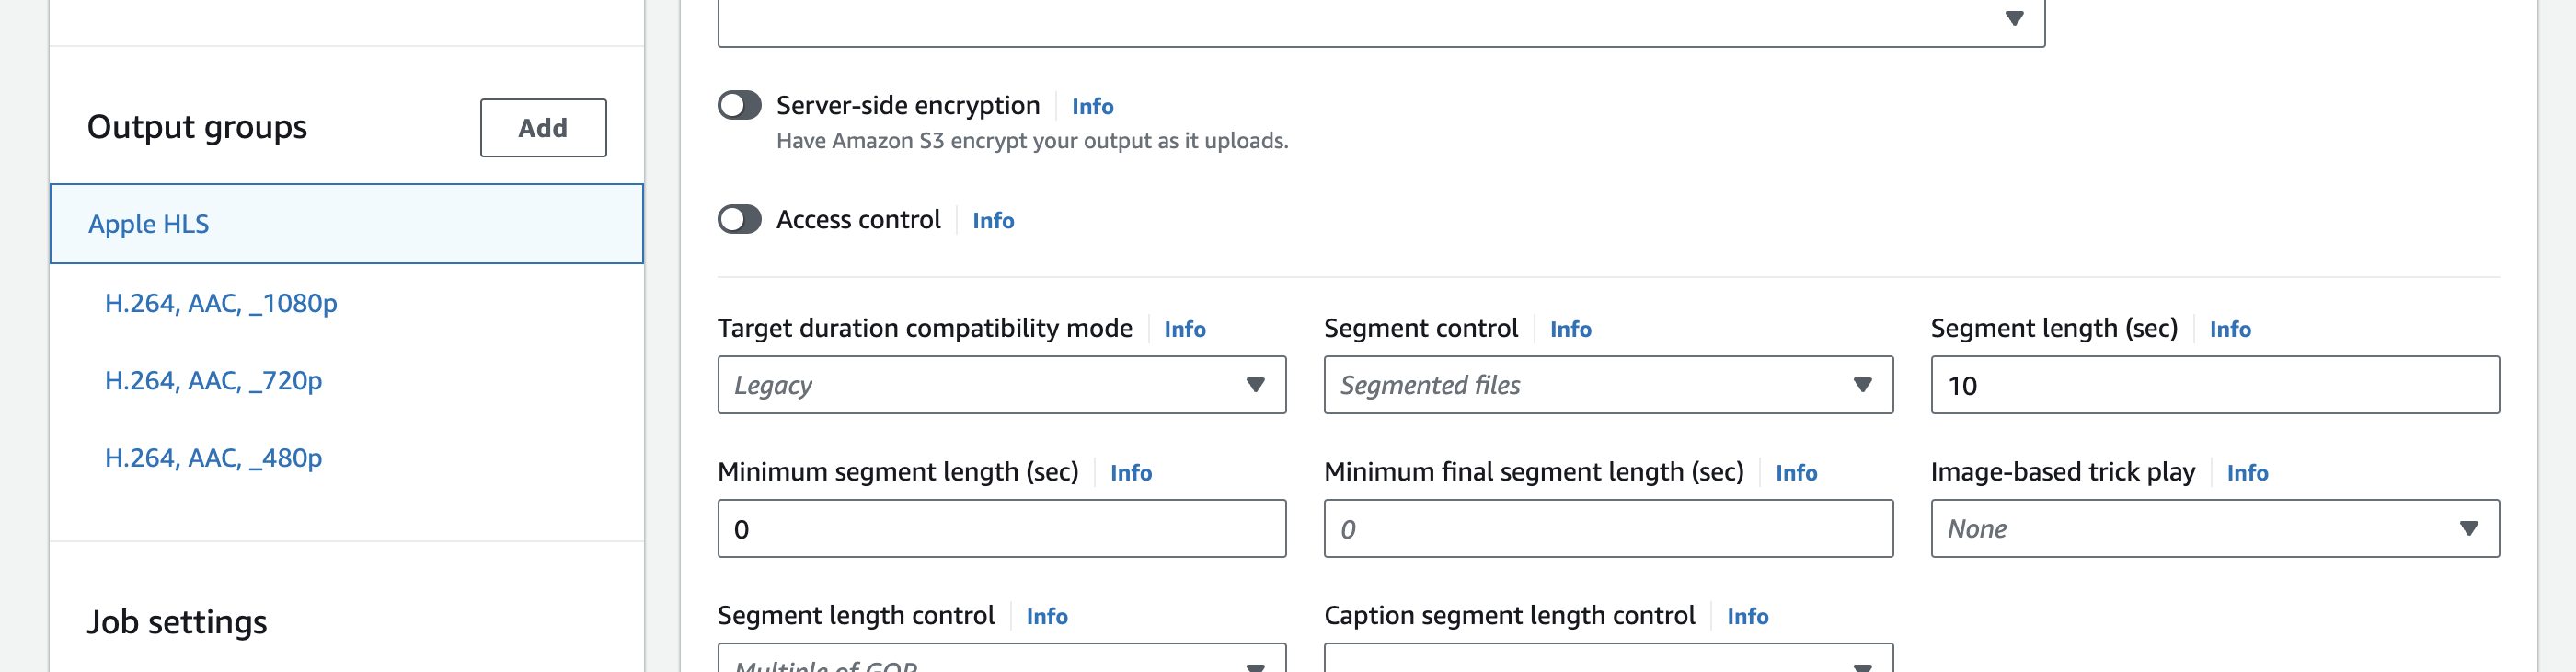 Output groups
Add
Apple HLS
H.264, AAC, _1080p
H.264, AAC, _720p
H.264, AAC, _480p
Job settings
Server-side encryption Info
Have Amazon S3 encrypt your output as it uploads.
Access control Info
Target duration compatibility mode Info Segment control Info Segment length (sec) Info
Legacy Segmented files 10
Minimum segment length (sec) Info Minimum final segment length (sec) Info Image-based trick play Info
0 0 None
Segment length control Info Caption segment length control Info
Multiple of GOP